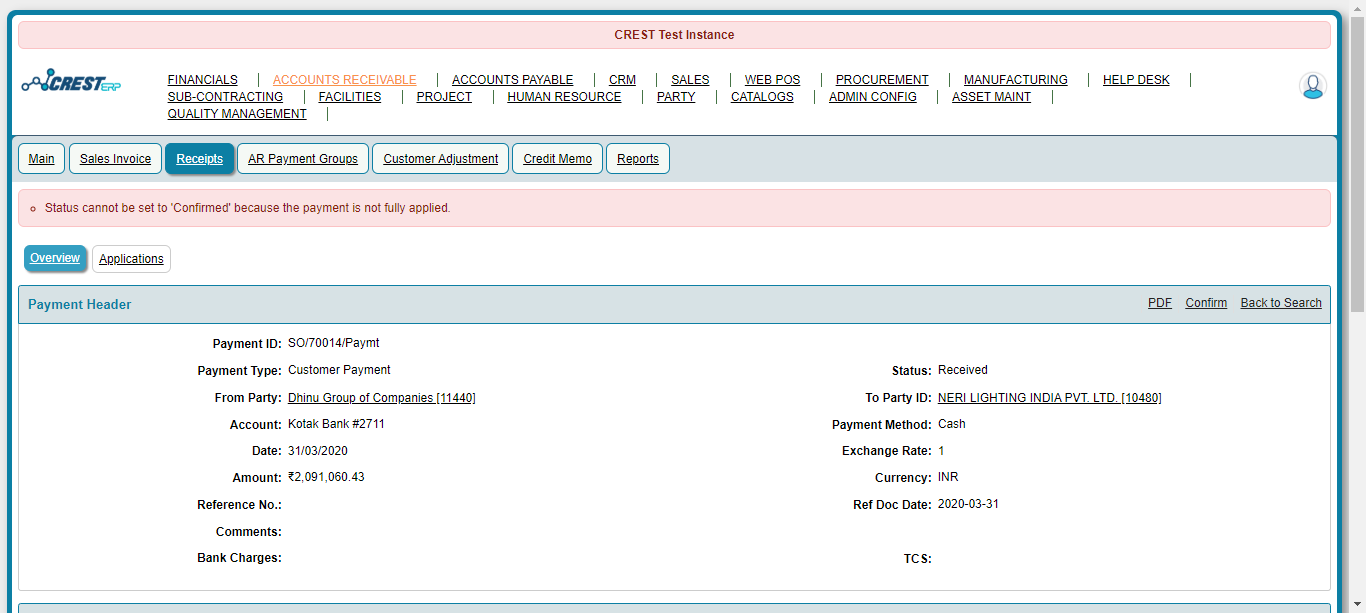 CREST Test Instance
CREST ERP
FINANCIALS | ACCOUNTS RECEIVABLE | ACCOUNTS PAYABLE | CRM | SALES | WEB POS | PROCUREMENT | MANUFACTURING | HELP DESK |
SUB-CONTRACTING | FACILITIES | PROJECT | HUMAN RESOURCE | PARTY | CATALOGS | ADMIN CONFIG | ASSET MAINT |
QUALITY MANAGEMENT |
Main Sales Invoice Receipts AR Payment Groups Customer Adjustment Credit Memo Reports
Status cannot be set to 'Confirmed' because the payment is not fully applied.
Overview Applications
Payment Header PDF Confirm Back to Search
Payment ID: SO/70014/Paymt
Payment Type: Customer Payment Status: Received
From Party: Dhinu Group of Companies [11440] To Party ID: NERI LIGHTING INDIA PVT. LTD. [10480]
Account: Kotak Bank #2711 Payment Method: Cash
Date: 31/03/2020 Exchange Rate: 1
Amount: ₹2,091,060.43 Currency: INR
Reference No.: Ref Doc Date: 2020-03-31
Comments:
Bank Charges: TCS: